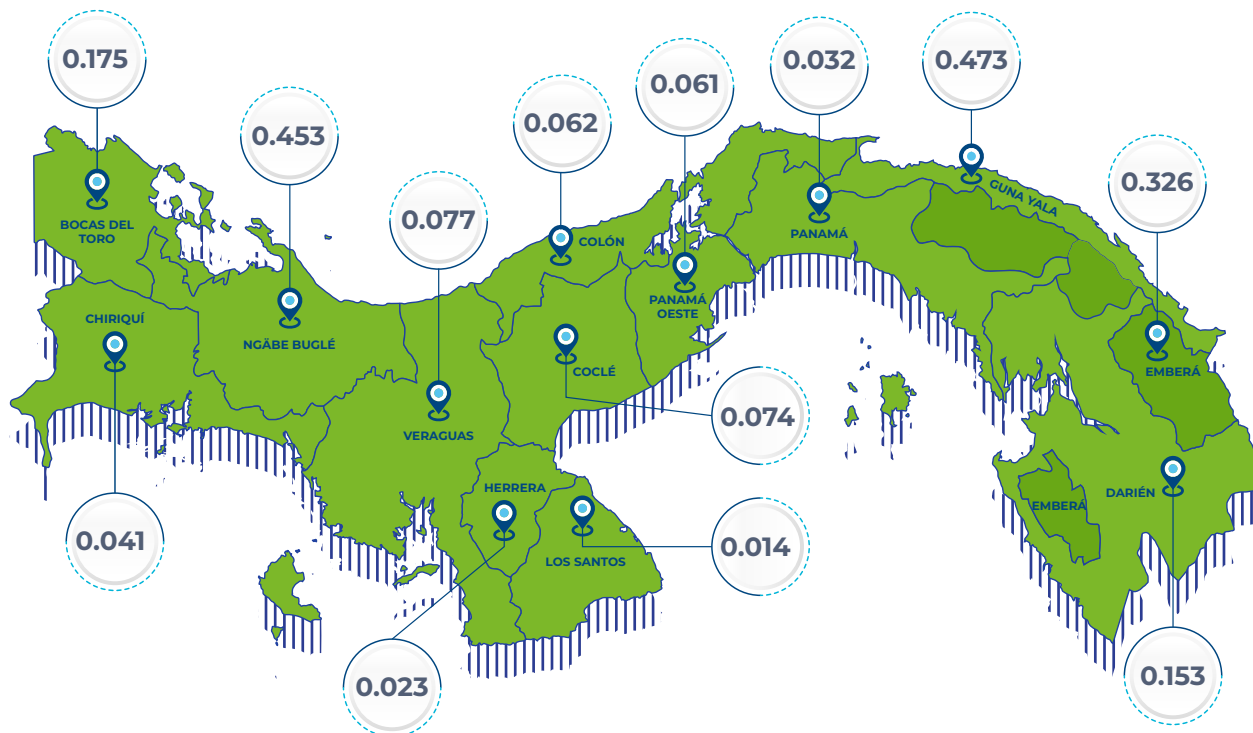 0.175
0.453
0.077
0.062
0.061
0.032
0.473
0.326
BOCAS DEL
TORO
CHIRIQUÍ
NGÄBE BUGLÉ
VERAGUAS
COLÓN
COCLÉ
PANAMÁ
OESTE
PANAMÁ
GUNA YALA
EMBERÁ
0.074
HERRERA
LOS SANTOS
EMBERÁ
DARIÉN
0.041
0.014
0.023
0.153